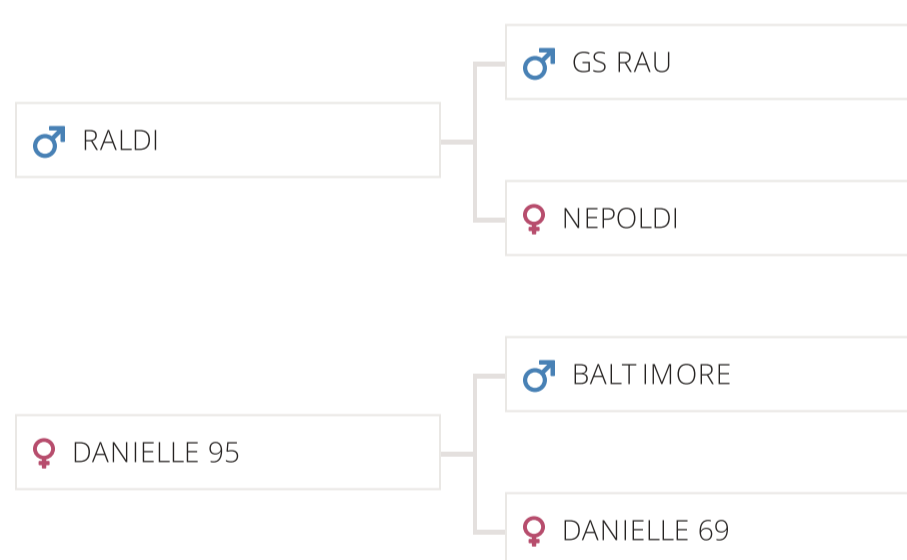 GS RAU
RALDI
NEPOLDI
BALTIMORE
DANIELLE 95
DANIELLE 69